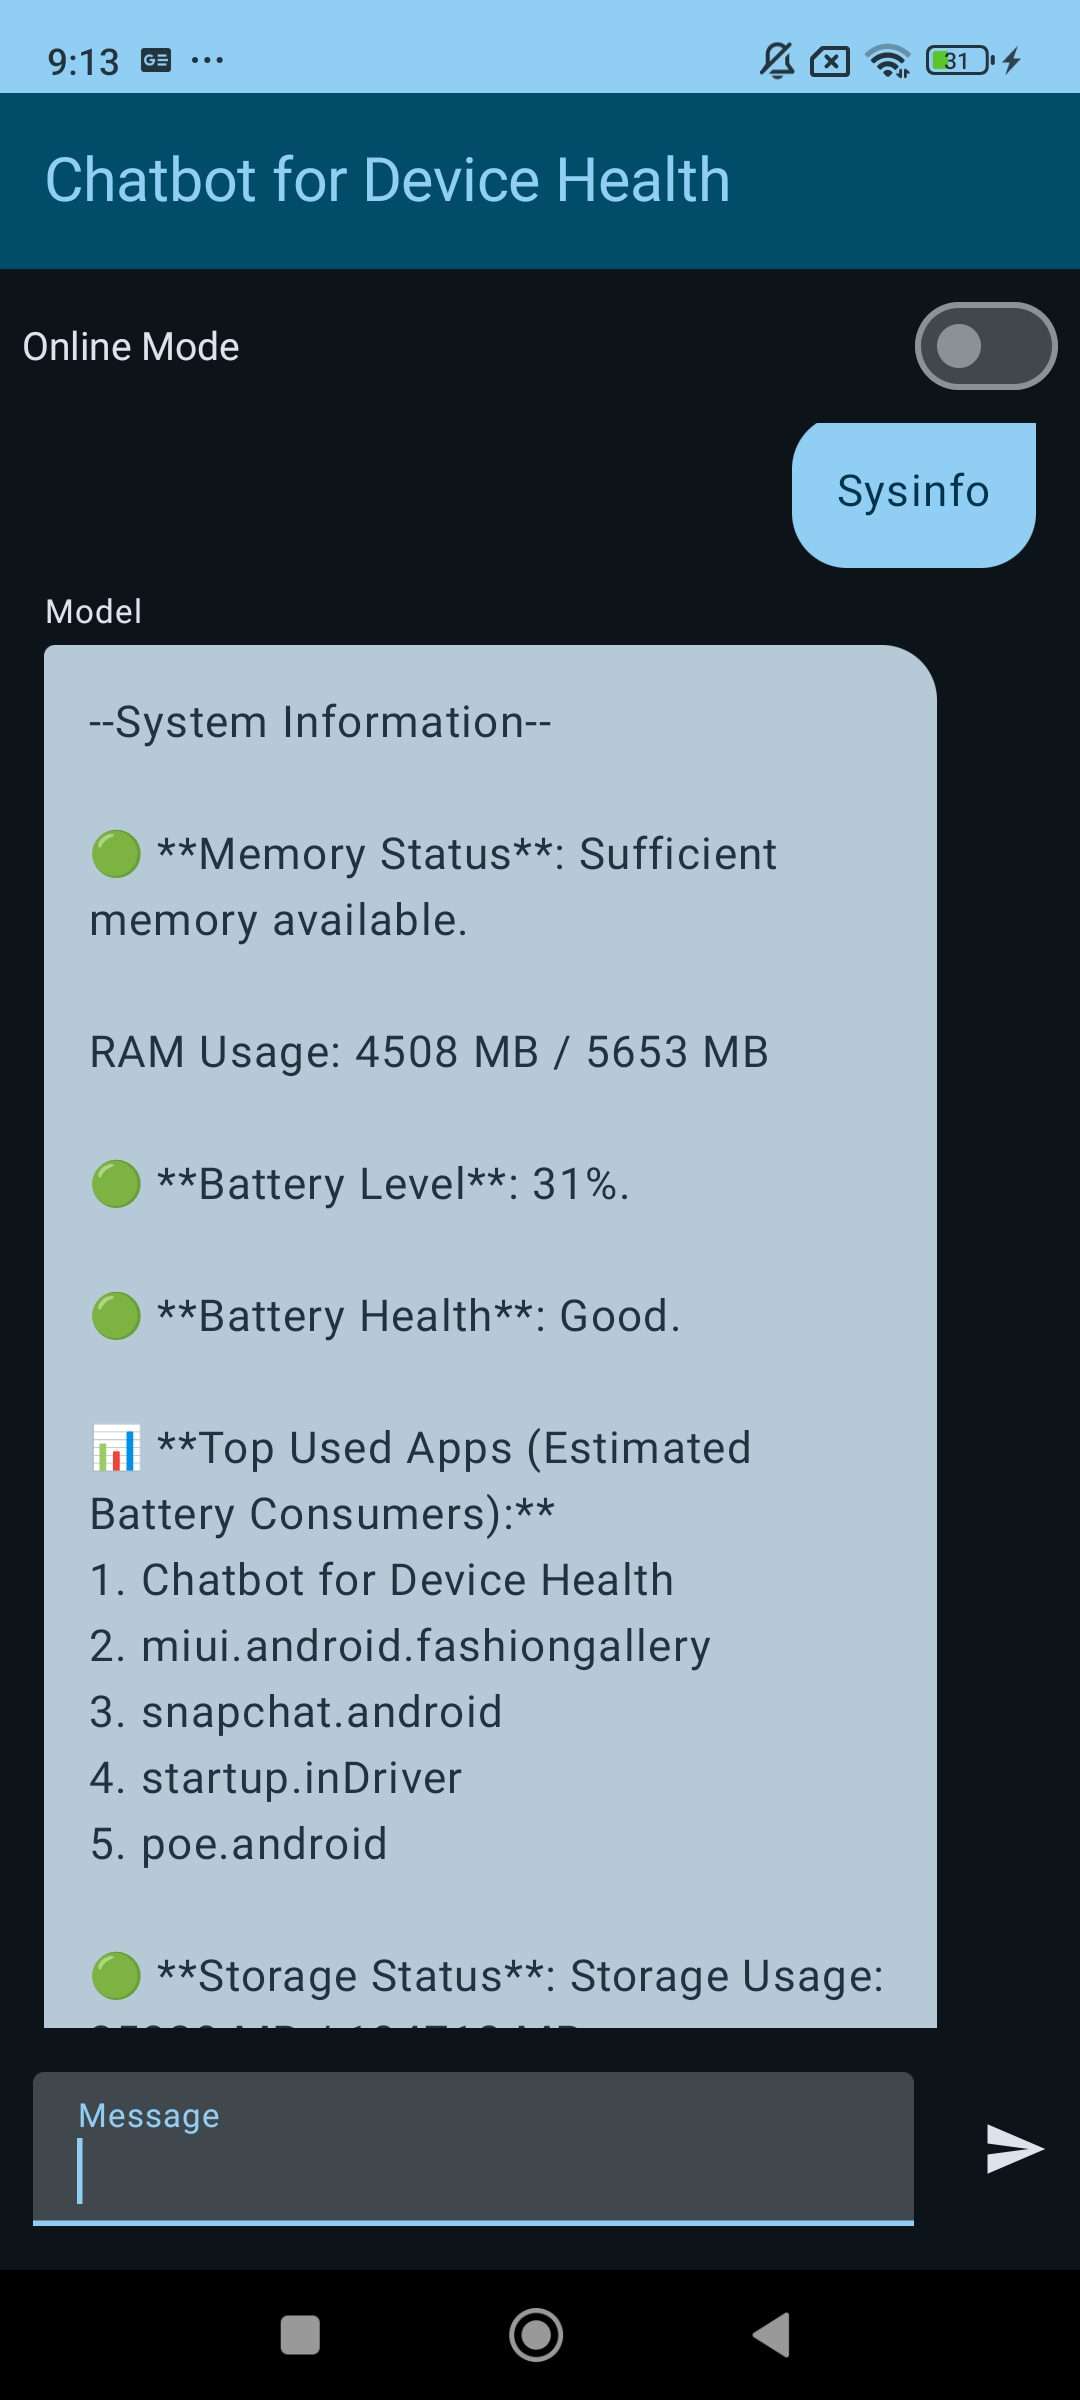 9:13
31
Chatbot for Device Health
Online Mode
Sysinfo
Model
--System Information--
🟢 **Memory Status**: Sufficient
memory available.
RAM Usage: 4508 MB / 5653 MB
🟢 **Battery Level**: 31%.
🟢 **Battery Health**: Good.
📊 **Top Used Apps (Estimated
Battery Consumers):**
1. Chatbot for Device Health
2. miui.android.fashiongallery
3. snapchat.android
4. startup.inDriver
5. poe.android
🟢 **Storage Status**: Storage Usage:
Message